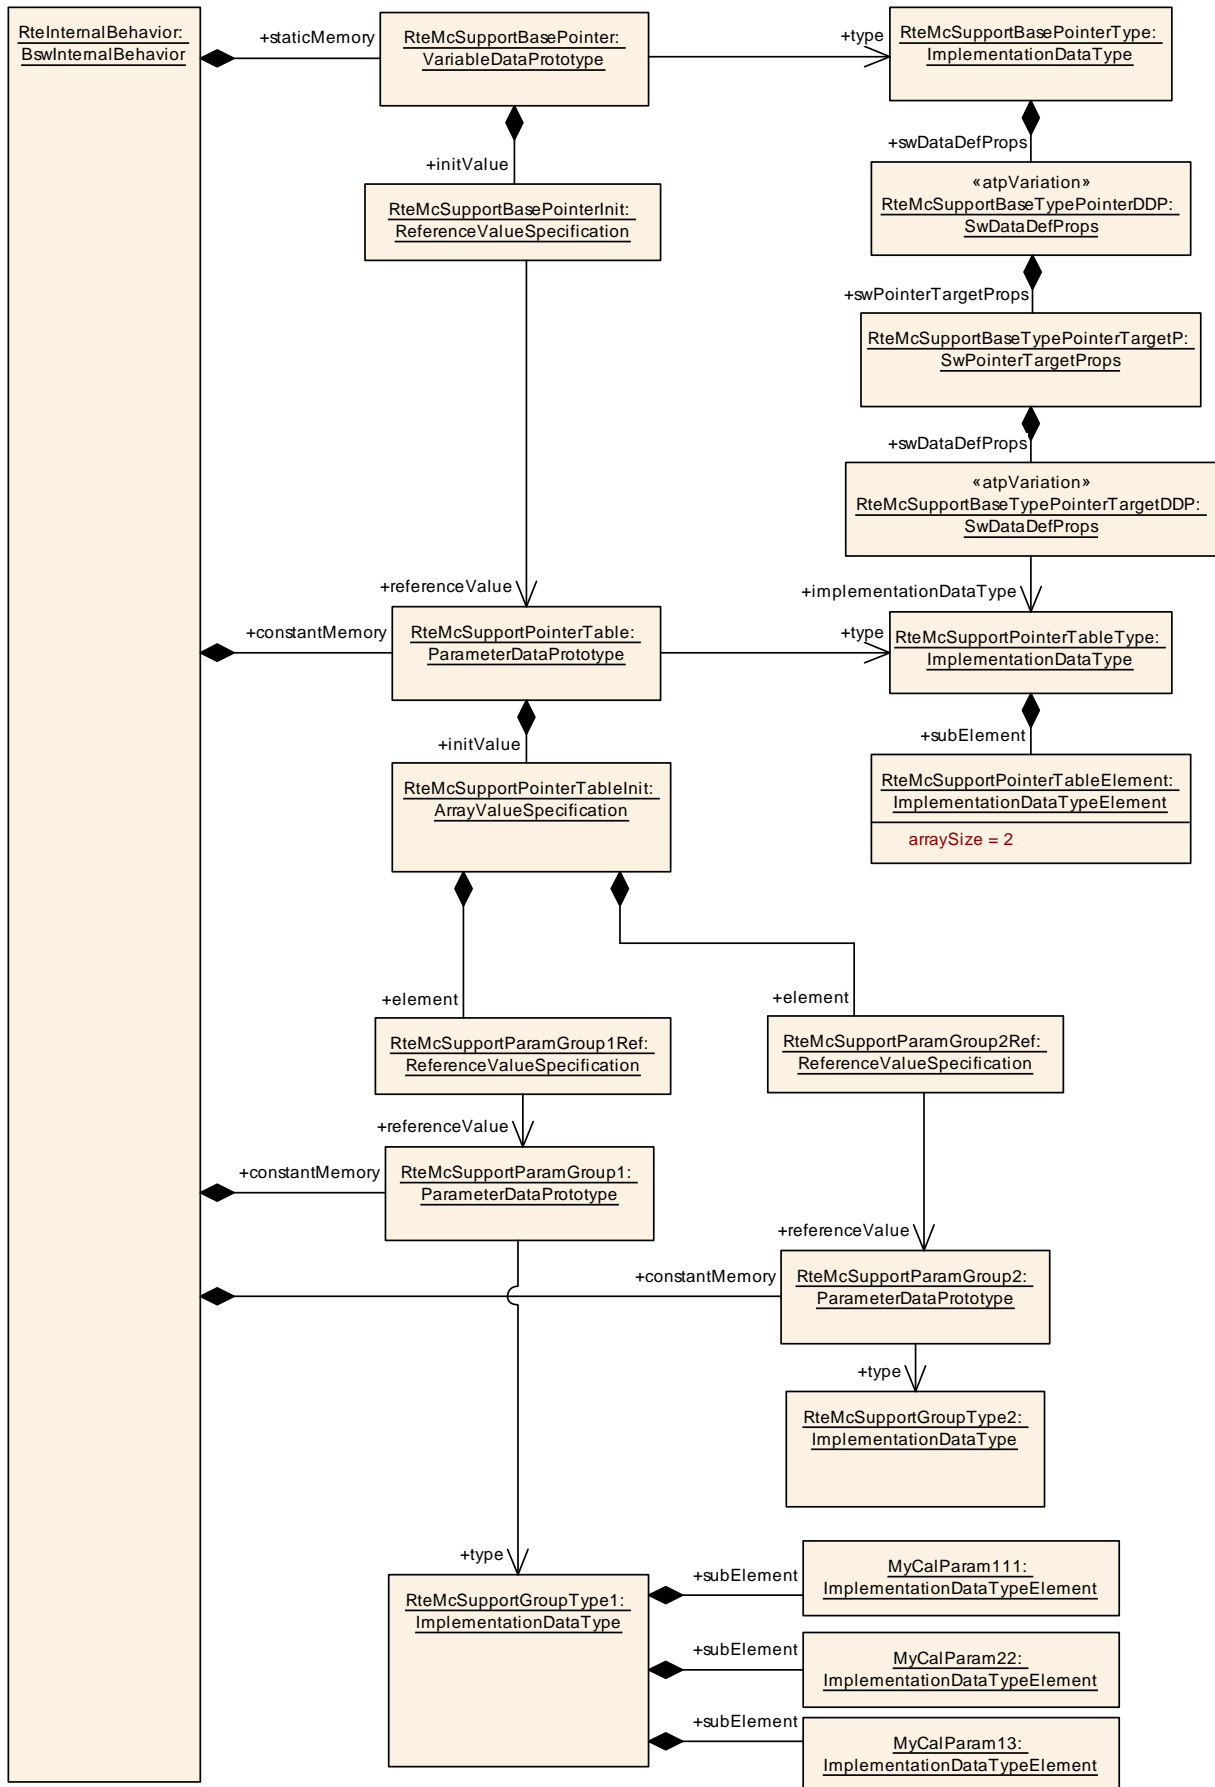 RteInternalBehavior:
BswInternalBehavior
+staticMemory
RteMcSupportBasePointer:
VariableDataPrototype
+type
RteMcSupportBasePointerType:
ImplementationDataType
+swDataDefProps
+initValue
«atpVariation»
RteMcSupportBaseTypePointerDDP:
SwDataDefProps
RteMcSupportBasePointerInit:
ReferenceValueSpecification
+swPointerTargetProps
RteMcSupportBaseTypePointerTargetP:
SwPointerTargetProps
+swDataDefProps
«atpVariation»
RteMcSupportBaseTypePointerTargetDDP:
SwDataDefProps
+referenceValue
+implementationDataType
+constantMemory
RteMcSupportPointerTable:
ParameterDataPrototype
+type
RteMcSupportPointerTableType:
ImplementationDataType
+initValue
+subElement
RteMcSupportPointerTableInit:
ArrayValueSpecification
RteMcSupportPointerTableElement:
ImplementationDataTypeElement
arraySize = 2
+element
+element
RteMcSupportParamGroup1Ref:
ReferenceValueSpecification
RteMcSupportParamGroup2Ref:
ReferenceValueSpecification
+referenceValue
+constantMemory
RteMcSupportParamGroup1:
ParameterDataPrototype
+referenceValue
+constantMemory
RteMcSupportParamGroup2:
ParameterDataPrototype
+type
RteMcSupportGroupType2:
ImplementationDataType
+type
RteMcSupportGroupType1:
ImplementationDataType
+subElement
MyCalParam111:
ImplementationDataTypeElement
+subElement
MyCalParam22:
ImplementationDataTypeElement
+subElement
MyCalParam13:
ImplementationDataTypeElement